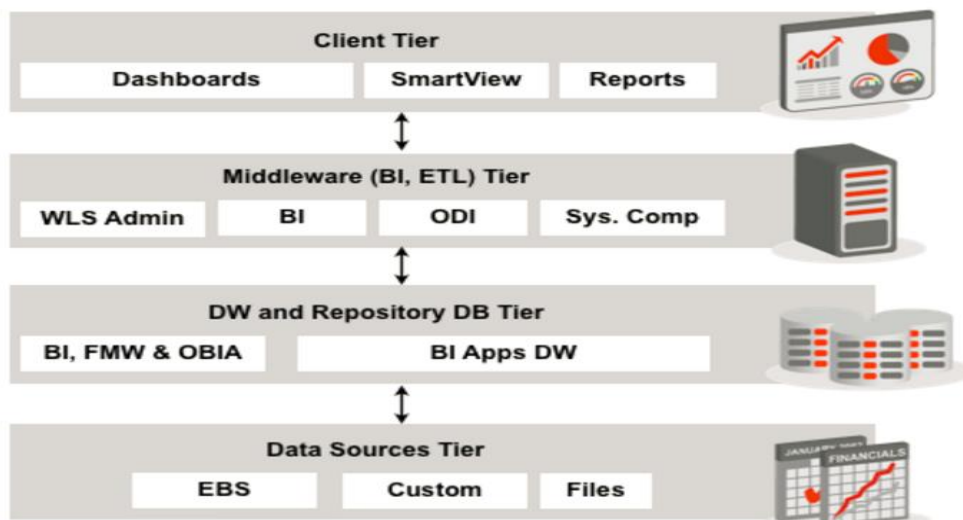 Client Tier
Dashboards SmartView Reports
Middleware (BI, ETL) Tier
WLS Admin BI ODI Sys. Comp
DW and Repository DB Tier
BI, FMW & OBIA BI Apps DW
Data Sources Tier
EBS Custom Files
FINANCIALS